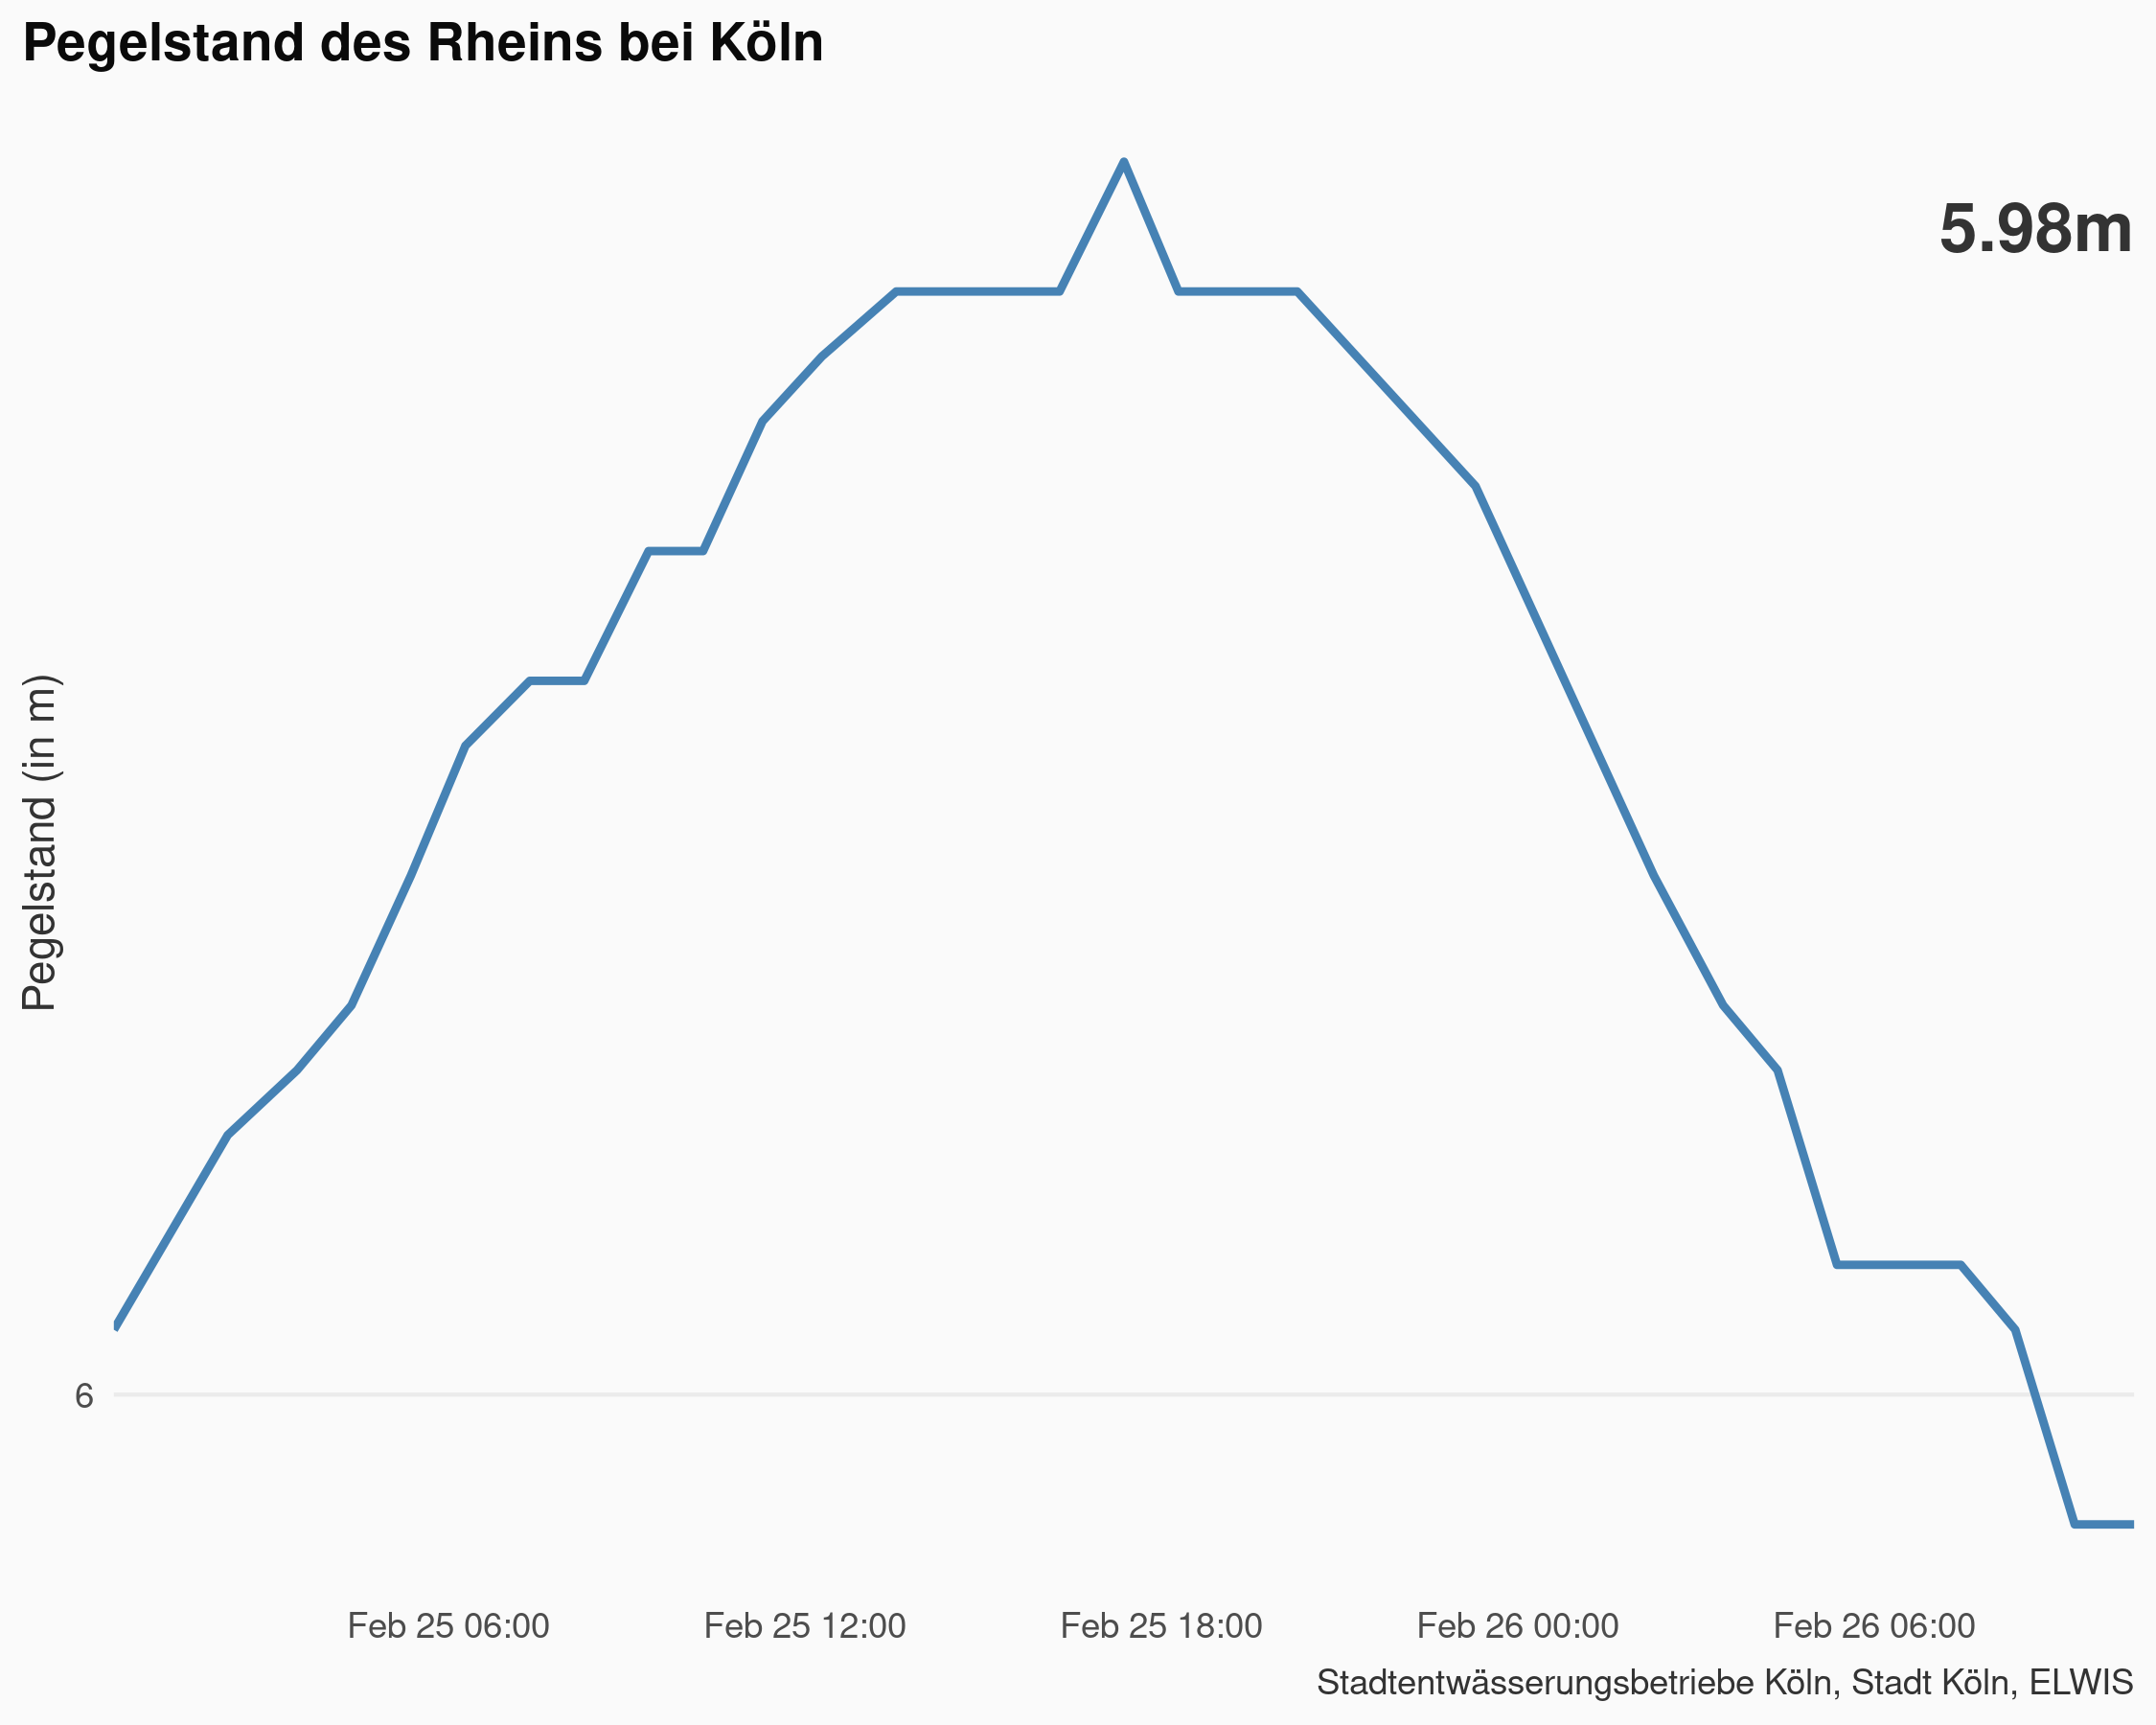 Pegelstand des Rheins bei Köln
5.98m
Pegelstand (in m)
6
Feb 25 06:00
Feb 25 12:00
Feb 25 18:00
Feb 26 00:00
Feb 26 06:00
Stadtentwässerungsbetriebe Köln, Stadt Köln, ELWIS